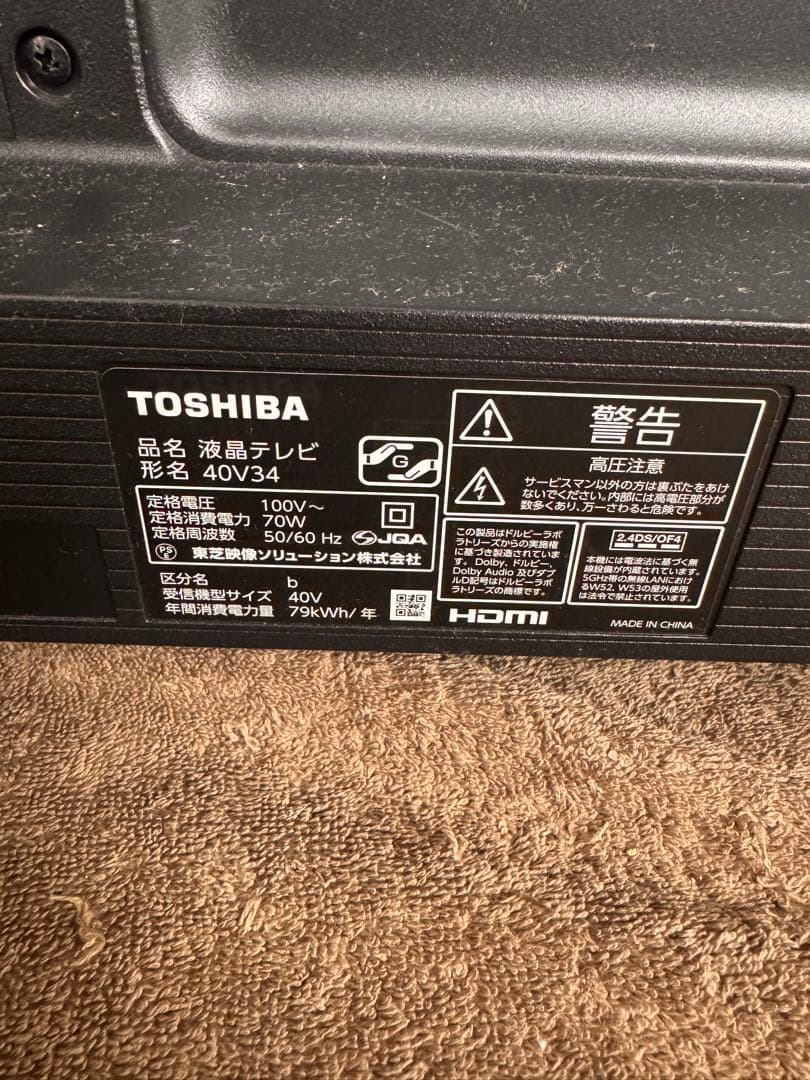 TOSHIBA
品名 液晶テレビ
形名 40V34
G
定格電圧 100V～
定格消費電力 70W
定格周波数 50/60 Hz
JQA
PS
E
東芝映像ソリューション株式会社
区分名 b
受信機型サイズ 40V
年間消費電力量 79kWh/年
警告
高圧注意
サービスマン以外の方は裏ぶたをあけ
ないでください。内部には高電圧部分が
数多くあり、万一さわると危険です。
この製品はドルビーラボ
ラトリーズからの実施権
に基づき製造されていま
す。Dolby、ドルビー、
Dolby Audio 及びダブ
ルD記号はドルビーラボ
ラトリーズの商標です。
2.4DS/OF4
本機には電波法に基づく無
線設備が内蔵されています。
5GHz帯の無線LANにおけ
るW52、W53の屋外使用
は法令で禁止されています。
HDMI
MADE IN CHINA